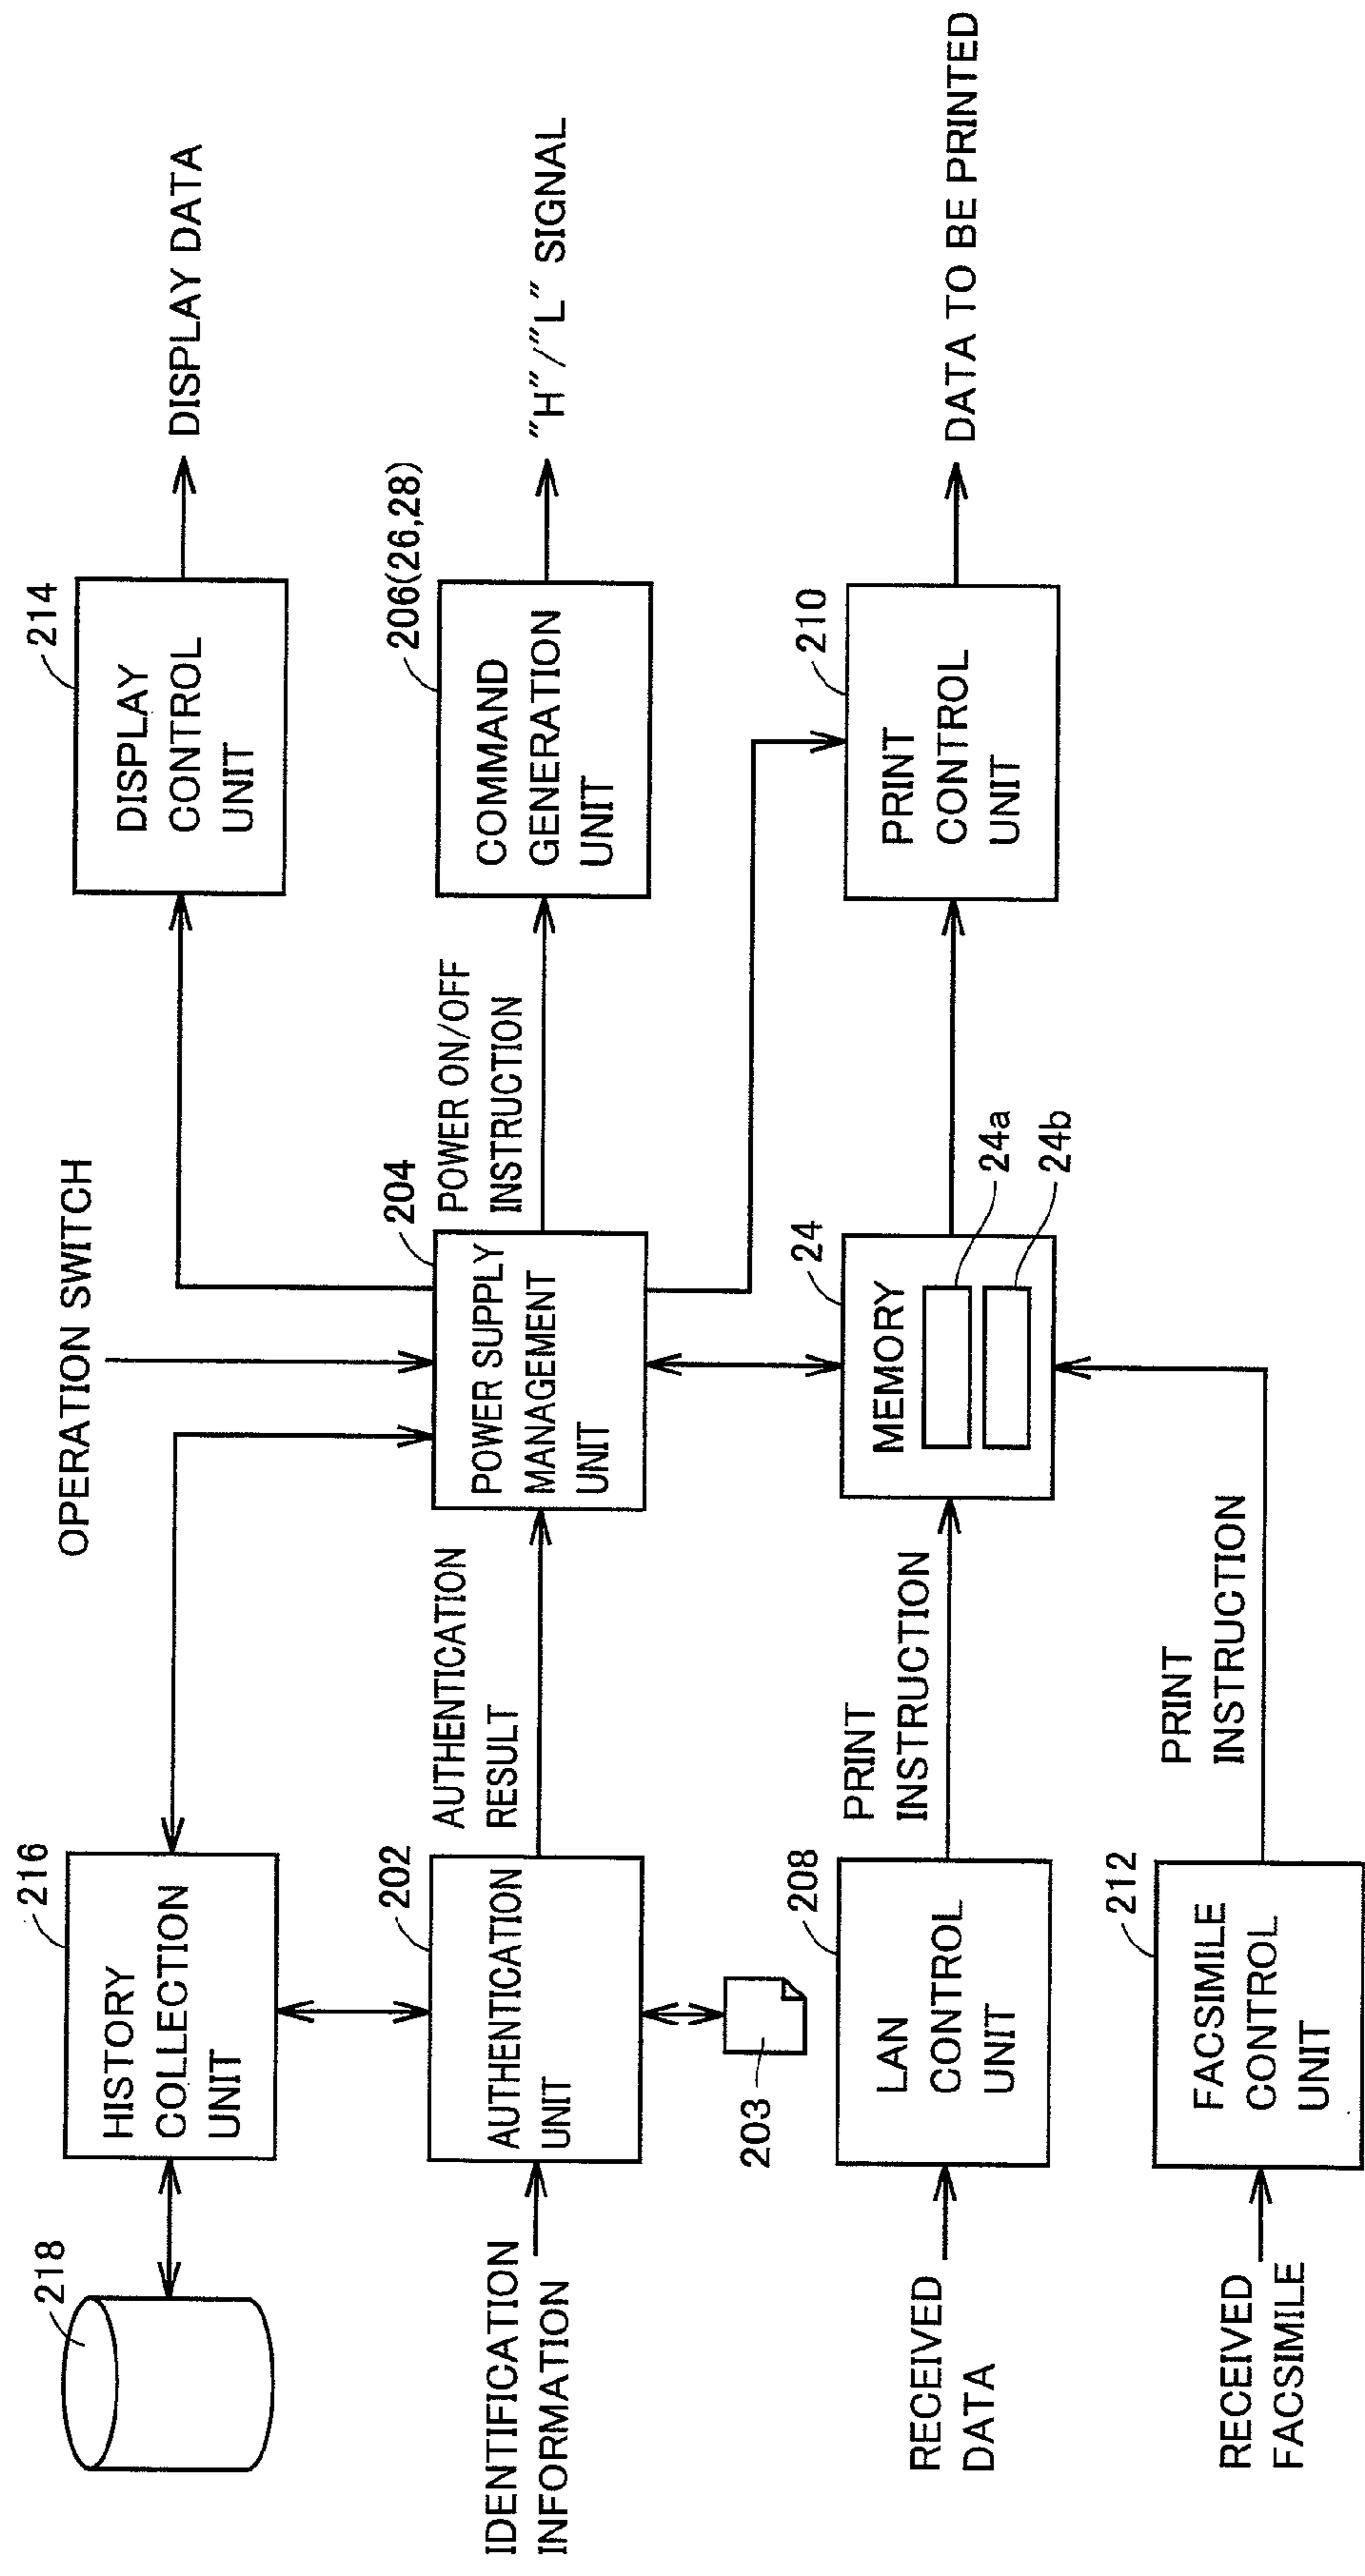 218
216
HISTORY
COLLECTION
UNIT
OPERATION SWITCH
214
DISPLAY
CONTROL
UNIT
DISPLAY DATA
IDENTIFICATION
INFORMATION
202
AUTHENTICATION
UNIT
203
AUTHENTICATION
RESULT
204
POWER SUPPLY
MANAGEMENT
UNIT
POWER ON/OFF
INSTRUCTION
206(26,28)
COMMAND
GENERATION
UNIT
"H"/"L" SIGNAL
RECEIVED
DATA
208
LAN
CONTROL
UNIT
PRINT
INSTRUCTION
24
MEMORY
24a
24b
210
PRINT
CONTROL
UNIT
DATA TO BE PRINTED
RECEIVED
FACSIMILE
212
FACSIMILE
CONTROL
UNIT
PRINT
INSTRUCTION